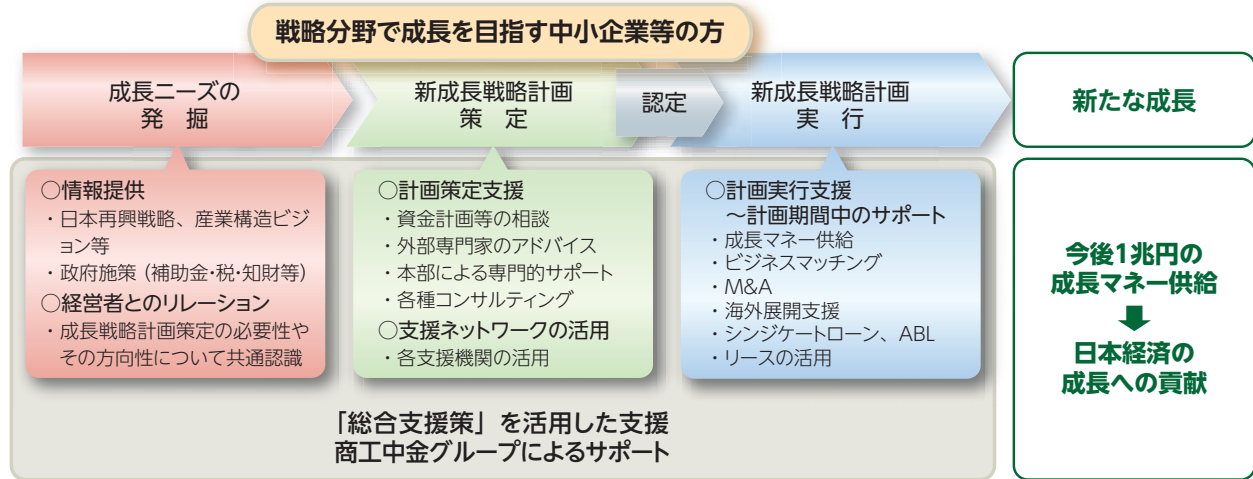 戦略分野で成長を目指す中小企業等の方
成長ニーズの
発　掘
新成長戦略計画
策　定
認定
新成長戦略計画
実　行
新たな成長
○情報提供
・日本再興戦略、産業構造ビジ
ョン等
・政府施策（補助金・税・知財等）
○経営者とのリレーション
・成長戦略計画策定の必要性や
その方向性について共通認識
○計画策定支援
・資金計画等の相談
・外部専門家のアドバイス
・本部による専門的サポート
・各種コンサルティング
○支援ネットワークの活用
・各支援機関の活用
○計画実行支援
～計画期間中のサポート
・成長マネー供給
・ビジネスマッチング
・M&A
・海外展開支援
・シンジケートローン、ABL
・リースの活用
今後1兆円の
成長マネー供給
日本経済の
成長への貢献
「総合支援策」を活用した支援
商工中金グループによるサポート